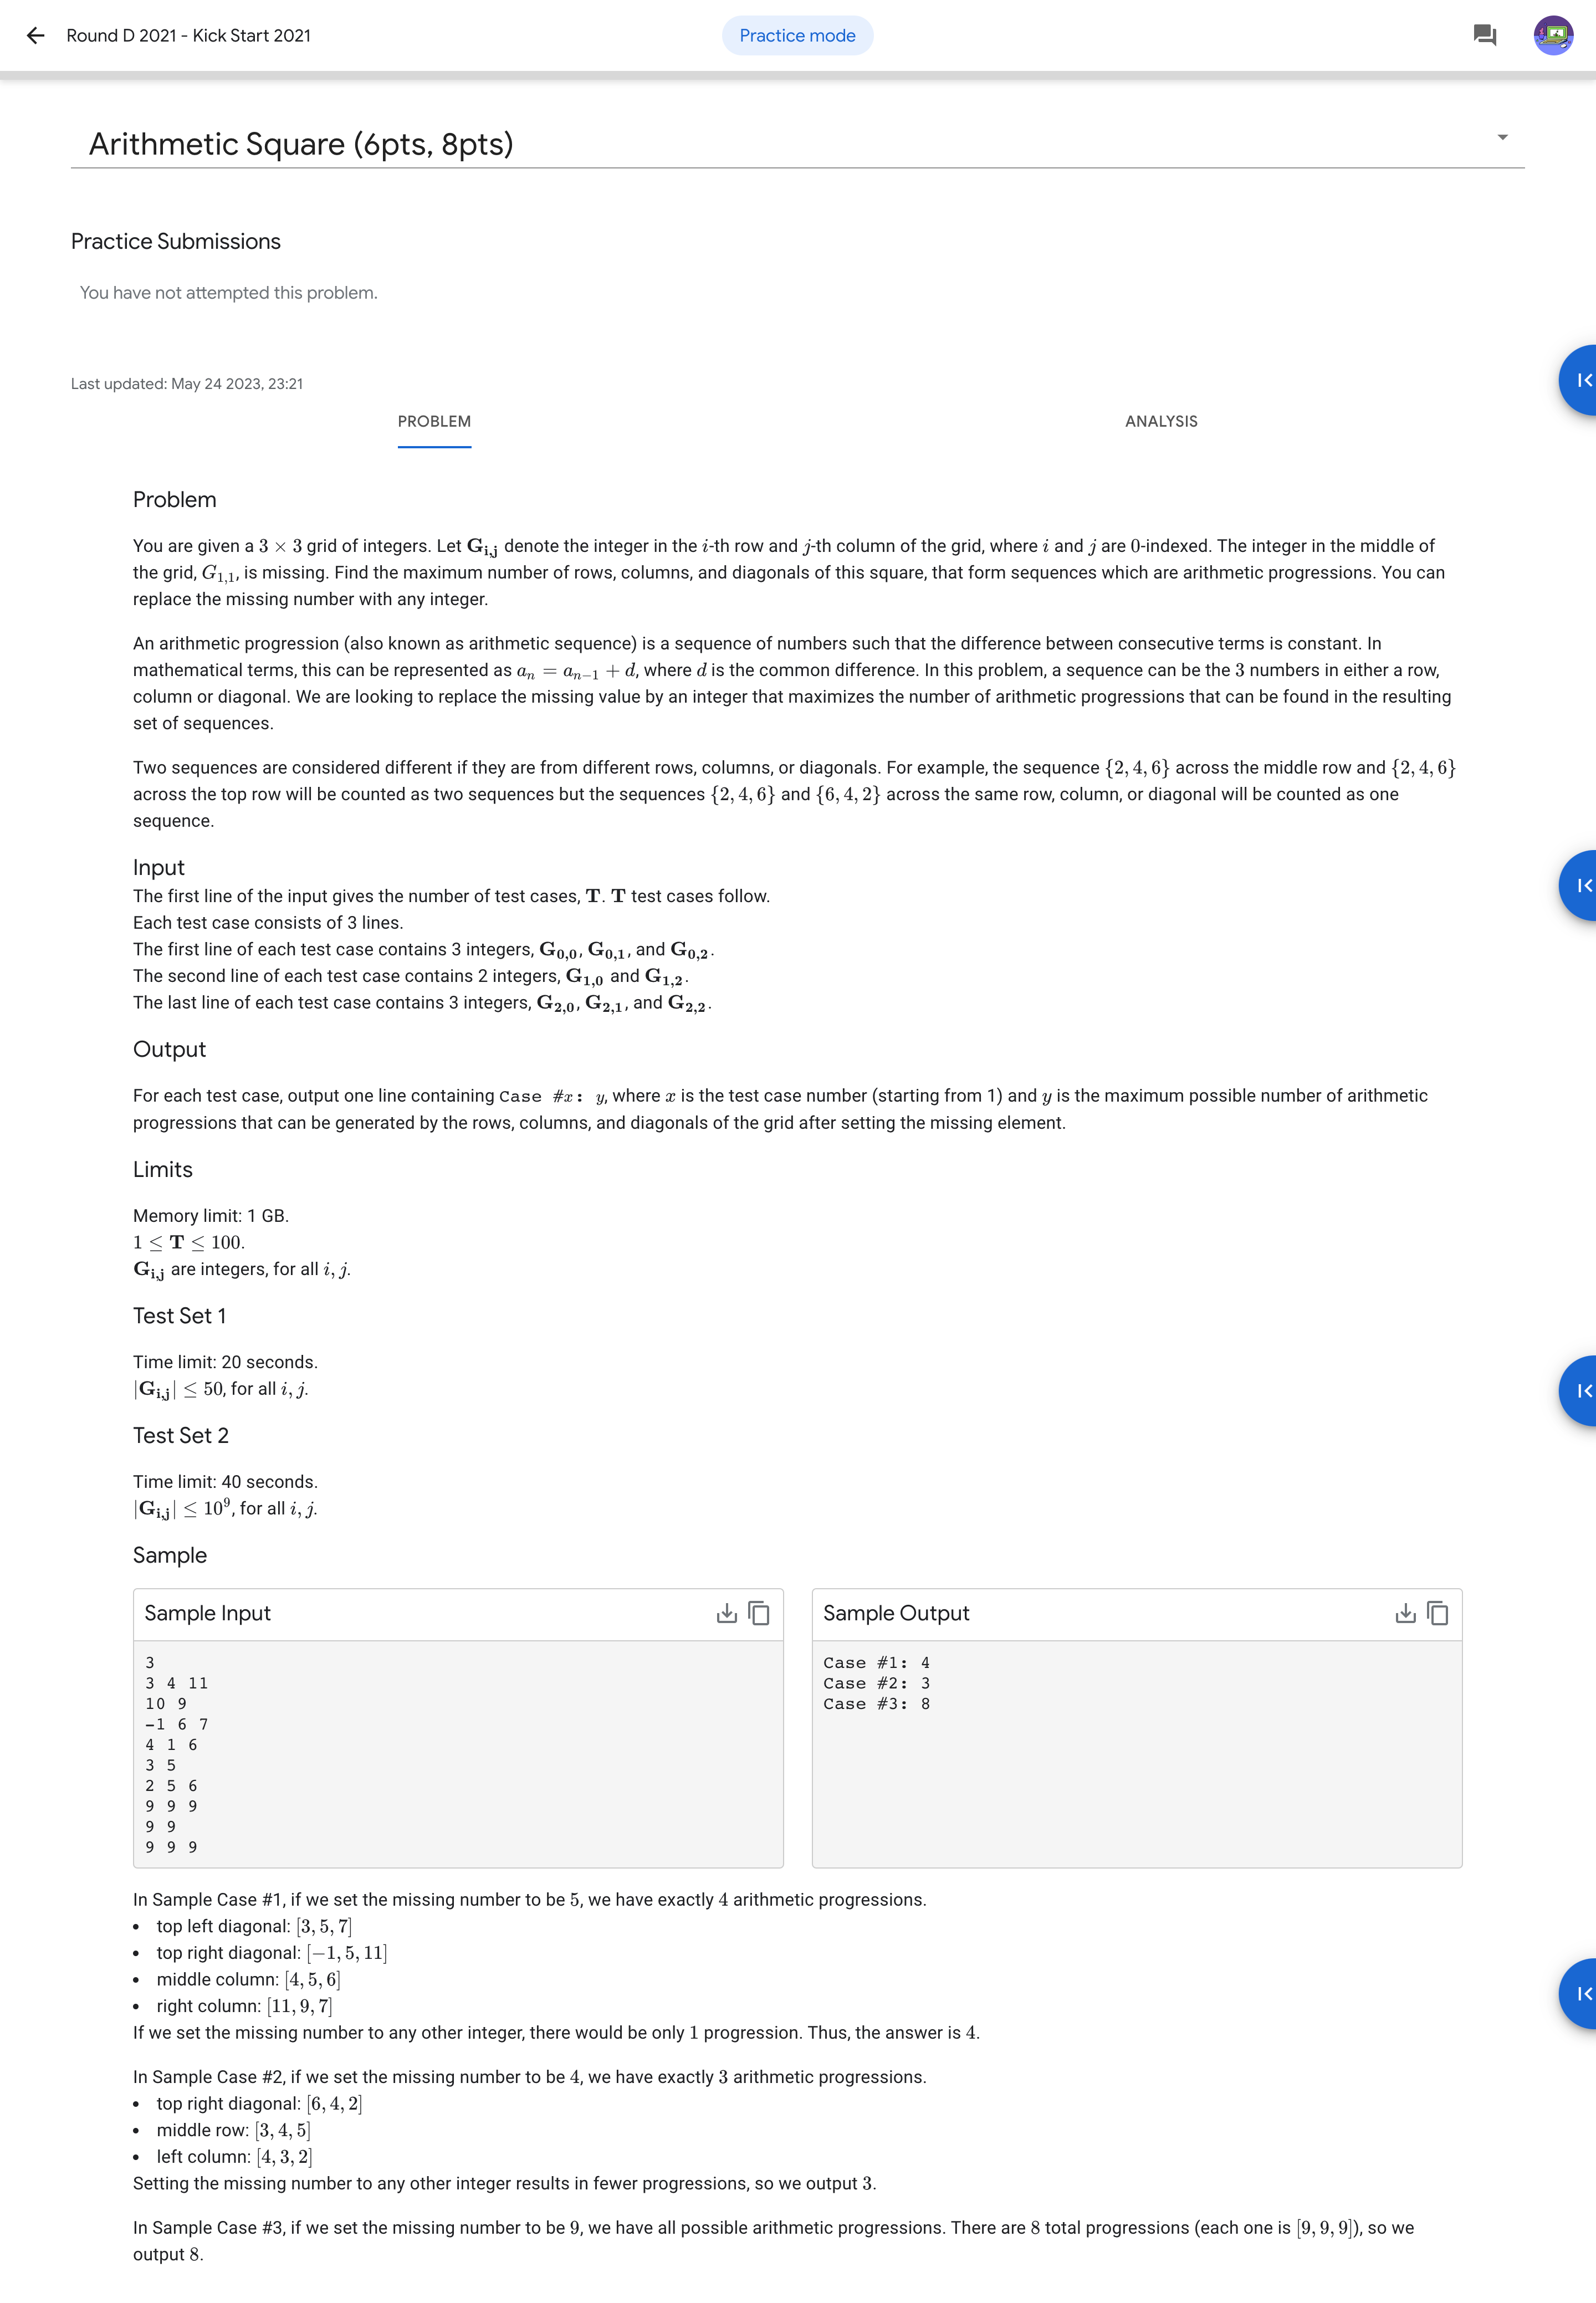 Round D 2021 - Kick Start 2021
Practice mode
Arithmetic Square (6pts, 8pts)
Practice Submissions
You have not attempted this problem.
Last updated: May 24 2023, 23:21
PROBLEM
ANALYSIS
Problem
You are given a 3 × 3 grid of integers. Let G_{i,j} denote the integer in the i-th row and j-th column of the grid, where i and j are 0-indexed. The integer in the middle of
the grid, G_{1,1}, is missing. Find the maximum number of rows, columns, and diagonals of this square, that form sequences which are arithmetic progressions. You can
replace the missing number with any integer.
An arithmetic progression (also known as arithmetic sequence) is a sequence of numbers such that the difference between consecutive terms is constant. In
mathematical terms, this can be represented as a_n = a_{n−1} + d, where d is the common difference. In this problem, a sequence can be the 3 numbers in either a row,
column or diagonal. We are looking to replace the missing value by an integer that maximizes the number of arithmetic progressions that can be found in the resulting
set of sequences.
Two sequences are considered different if they are from different rows, columns, or diagonals. For example, the sequence {2, 4, 6} across the middle row and {2, 4, 6}
across the top row will be counted as two sequences but the sequences {2, 4, 6} and {6, 4, 2} across the same row, column, or diagonal will be counted as one
sequence.
Input
The first line of the input gives the number of test cases, T. T test cases follow.
Each test case consists of 3 lines.
The first line of each test case contains 3 integers, G_{0,0}, G_{0,1}, and G_{0,2}.
The second line of each test case contains 2 integers, G_{1,0} and G_{1,2}.
The last line of each test case contains 3 integers, G_{2,0}, G_{2,1}, and G_{2,2}.
Output
For each test case, output one line containing Case #x: y, where x is the test case number (starting from 1) and y is the maximum possible number of arithmetic
progressions that can be generated by the rows, columns, and diagonals of the grid after setting the missing element.
Limits
Memory limit: 1 GB.
1 ≤ T ≤ 100.
G_{i,j} are integers, for all i, j.
Test Set 1
Time limit: 20 seconds.
|G_{i,j}| ≤ 50, for all i, j.
Test Set 2
Time limit: 40 seconds.
|G_{i,j}| ≤ 10^9, for all i, j.
Sample
Sample Input
3
3 4 11
10 9
-1 6 7
4 1 6
3 5
2 5 6
9 9 9
9 9
9 9 9
Sample Output
Case #1: 4
Case #2: 3
Case #3: 8
In Sample Case #1, if we set the missing number to be 5, we have exactly 4 arithmetic progressions.
• top left diagonal: [3, 5, 7]
• top right diagonal: [−1, 5, 11]
• middle column: [4, 5, 6]
• right column: [11, 9, 7]
If we set the missing number to any other integer, there would be only 1 progression. Thus, the answer is 4.
In Sample Case #2, if we set the missing number to be 4, we have exactly 3 arithmetic progressions.
• top right diagonal: [6, 4, 2]
• middle row: [3, 4, 5]
• left column: [4, 3, 2]
Setting the missing number to any other integer results in fewer progressions, so we output 3.
In Sample Case #3, if we set the missing number to be 9, we have all possible arithmetic progressions. There are 8 total progressions (each one is [9, 9, 9]), so we
output 8.